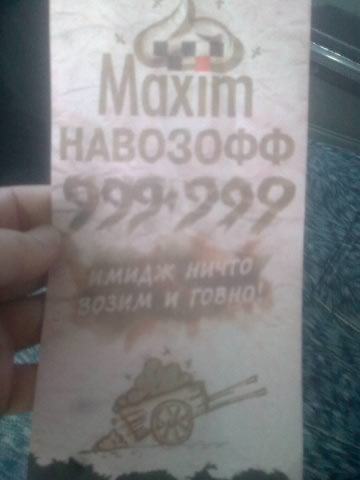 Maxim
НАВОЗОФФ
999-999
ИМИДЖ НИЧТО
ВОЗИМ И ГОВНО!